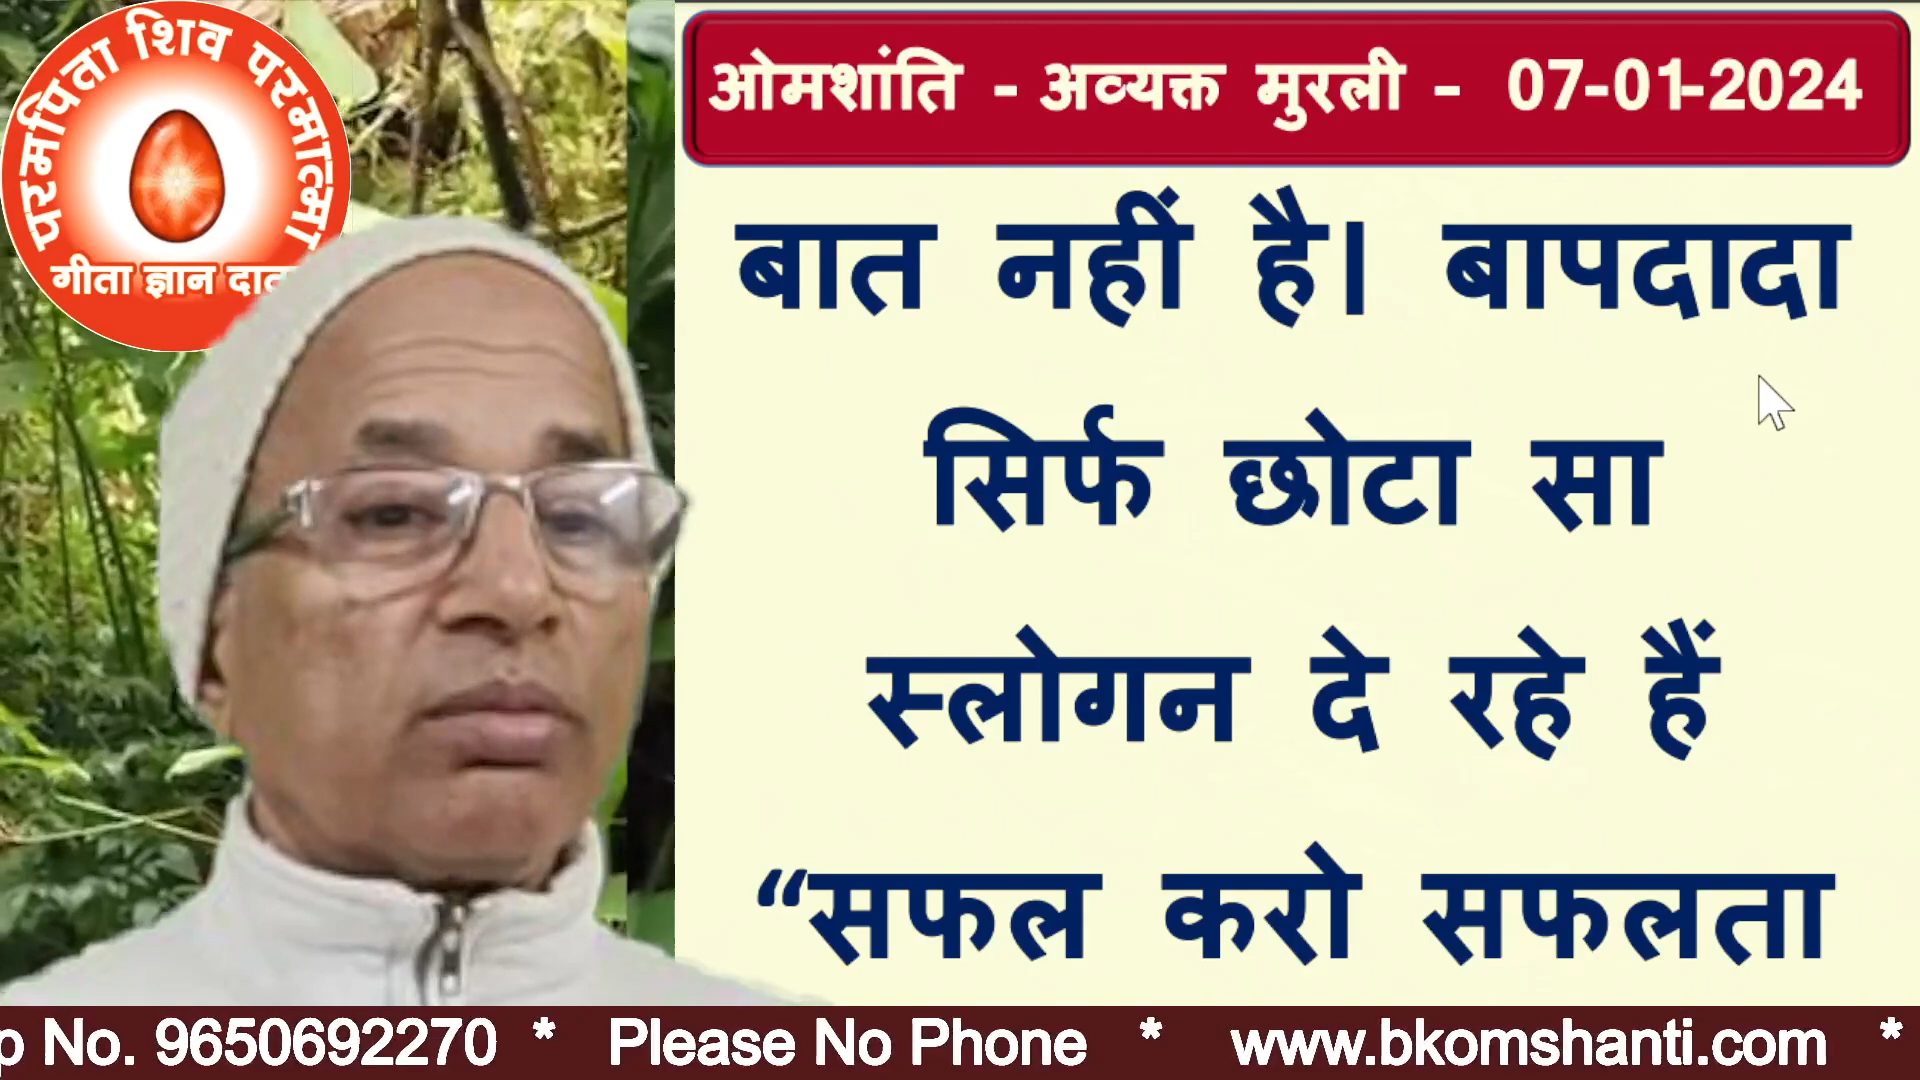 परमपिता शिव परमात्मा
गीता ज्ञान
ओमशांति - अव्यक्त मुरली - 07-01-2024
बात नहीं है। बापदादा
सिर्फ छोटा सा
स्लोगन दे रहे हैं
“सफल करो सफलता
p No. 9650692270 * Please No Phone * www.bkomshanti.com *